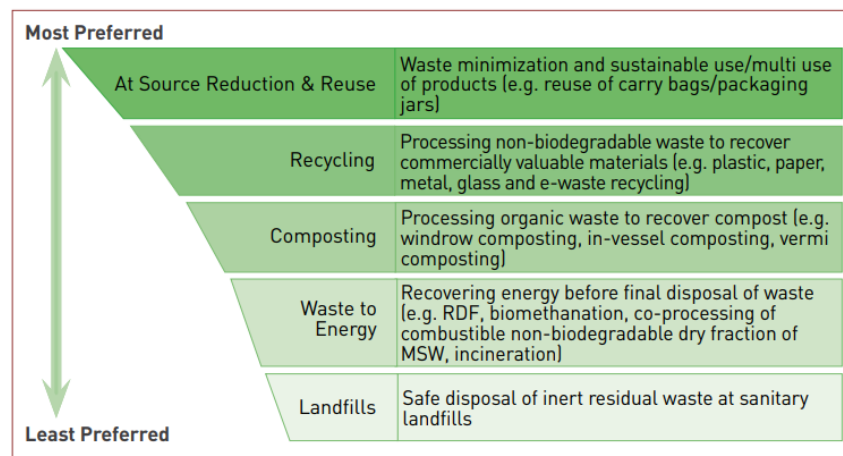 Most Preferred
At Source Reduction & Reuse
Waste minimization and sustainable use/multi use
of products (e.g. reuse of carry bags/packaging
jars)
Recycling
Processing non-biodegradable waste to recover
commercially valuable materials (e.g. plastic, paper,
metal, glass and e-waste recycling)
Composting
Processing organic waste to recover compost (e.g.
windrow composting, in-vessel composting, vermi
composting)
Waste to
Energy
Recovering energy before final disposal of waste
(e.g. RDF, biomethanation, co-processing of
combustible non-biodegradable dry fraction of
MSW, incineration)
Landfills
Safe disposal of inert residual waste at sanitary
landfills
Least Preferred